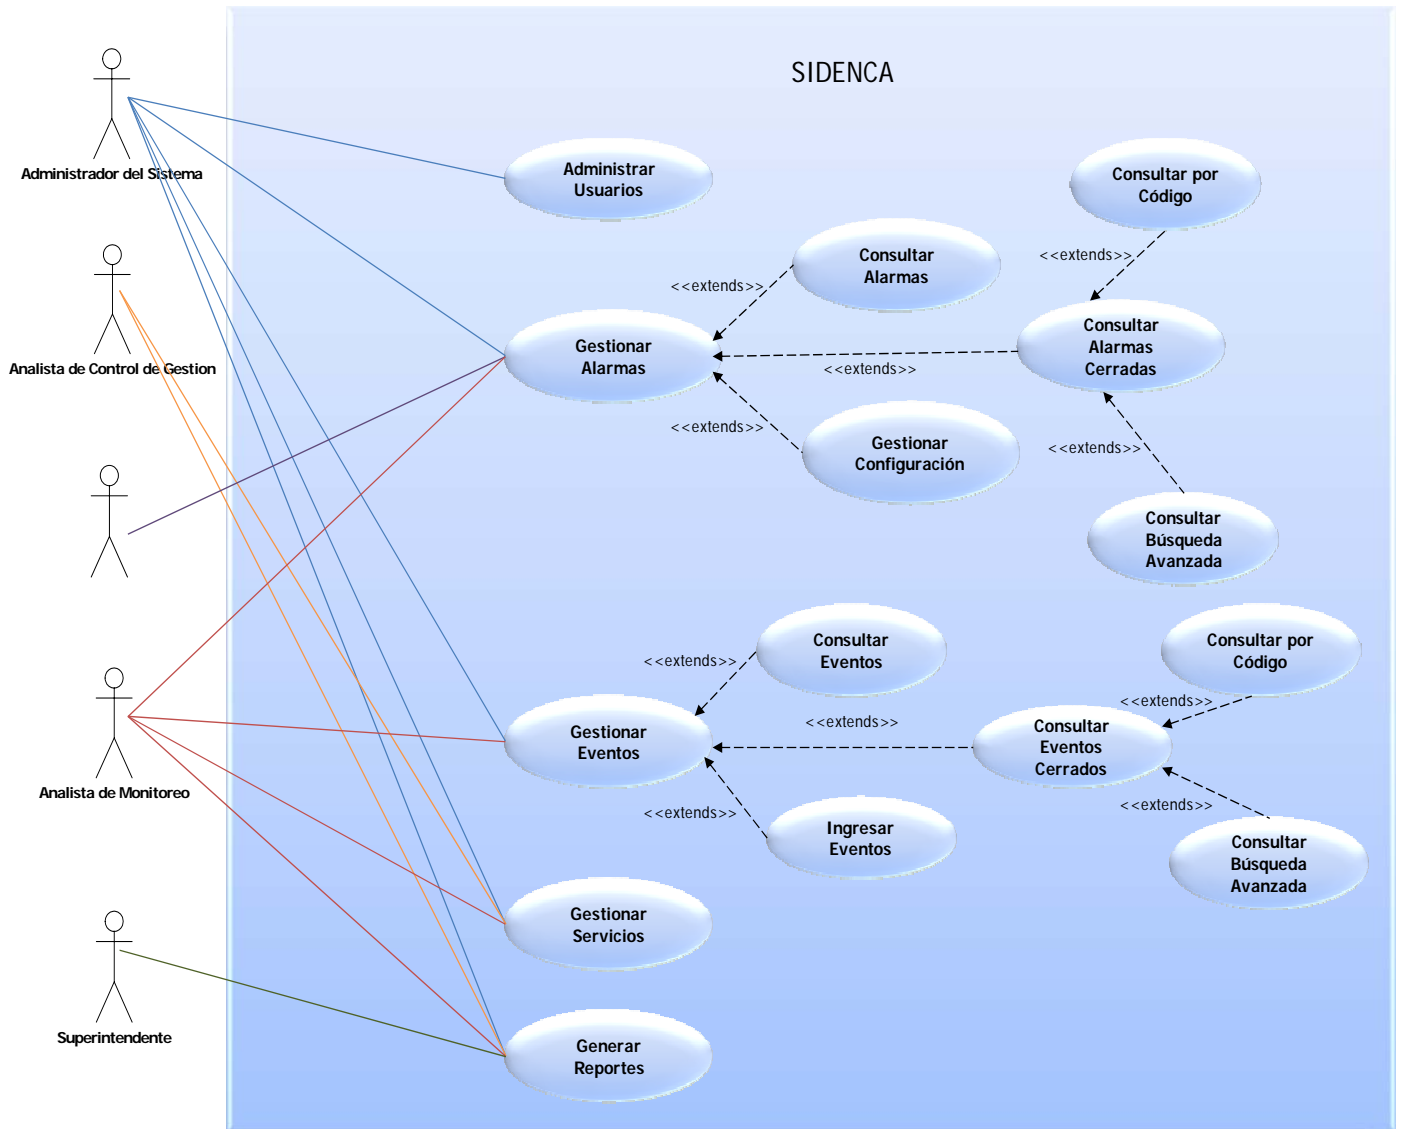 SIDENCA
Administrador del Sistema
Administrar
Usuarios
Consultar por
Código
<<extends>>
Consultar
Alarmas
<<extends>>
Analista de Control de Gestion
Gestionar
Alarmas
Consultar
Alarmas
Cerradas
<<extends>>
<<extends>>
Gestionar
Configuración
<<extends>>
Consultar
Búsqueda
Avanzada
Consultar
Eventos
<<extends>>
Consultar por
Código
<<extends>>
Analista de Monitoreo
Gestionar
Eventos
<<extends>>
Consultar
Eventos
Cerrados
<<extends>>
Ingresar
Eventos
<<extends>>
Consultar
Búsqueda
Avanzada
Gestionar
Servicios
Superintendente
Generar
Reportes